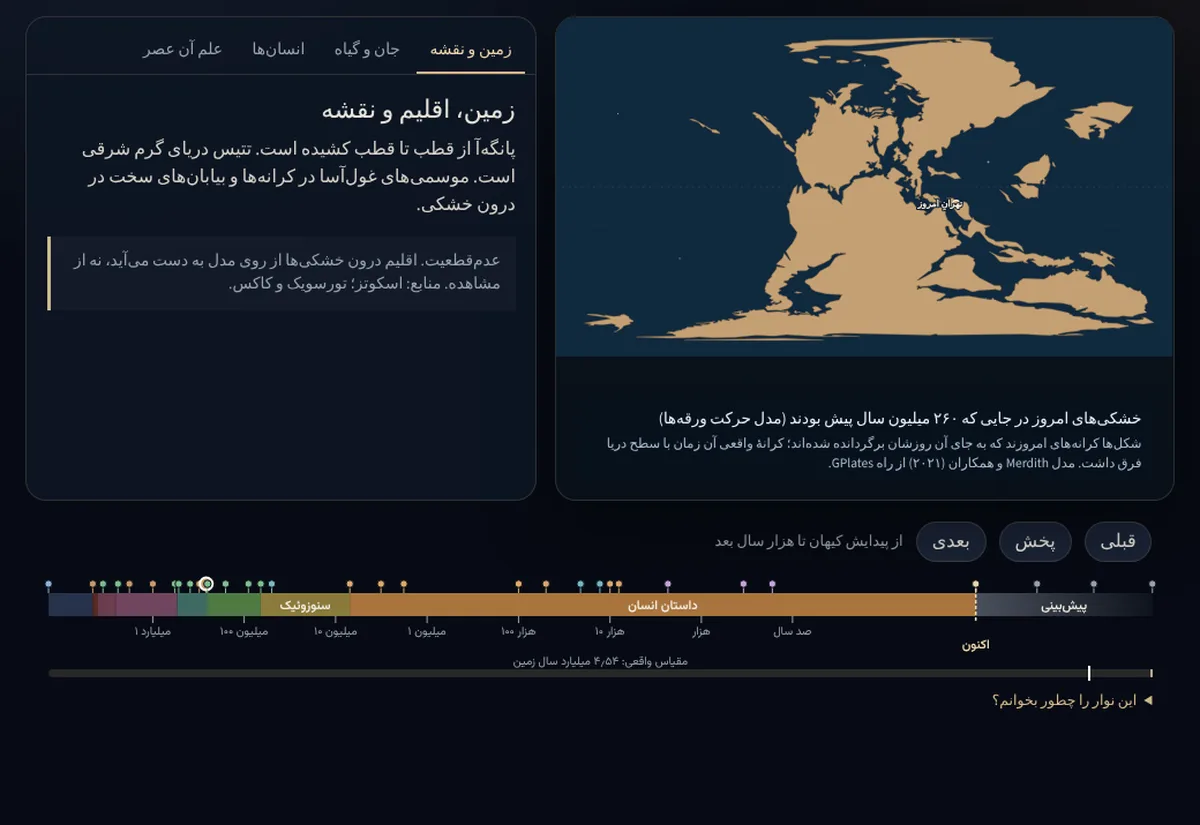 زمین و نقشه
جان و گیاه
انسان‌ها
علم آن عصر
زمین، اقلیم و نقشه
پانگه‌آ از قطب تا قطب کشیده است. تتیس دریای گرم شرقی
است. موسمی‌های غول‌آسا در کرانه‌ها و بیابان‌های سخت در
درون خشکی.
عدم‌قطعیت. اقلیم درون خشکی‌ها از روی مدل به دست می‌آید، نه از
مشاهده. منابع: اسکوتز؛ تورسویک و کاکس.
تهران امروز
خشکی‌های امروز در جایی که ۲۶۰ میلیون سال پیش بودند (مدل حرکت ورقه‌ها)
شکل‌ها کرانه‌های امروزند که به جای آن روزشان برگردانده شده‌اند؛ کرانهٔ واقعی آن زمان با سطح دریا
فرق داشت. مدل Merdith و همکاران (۲۰۲۱) از راه GPlates.
قبلی
پخش
بعدی
از پیدایش کیهان تا هزار سال بعد
سنوزوئیک
داستان انسان
پیش‌بینی
۱ میلیارد
۱۰۰ میلیون
۱۰ میلیون
۱ میلیون
۱۰۰ هزار
۱۰ هزار
هزار
صد سال
اکنون
مقیاس واقعی: ۴٫۵۴ میلیارد سال زمین
◀ این نوار را چطور بخوانم؟